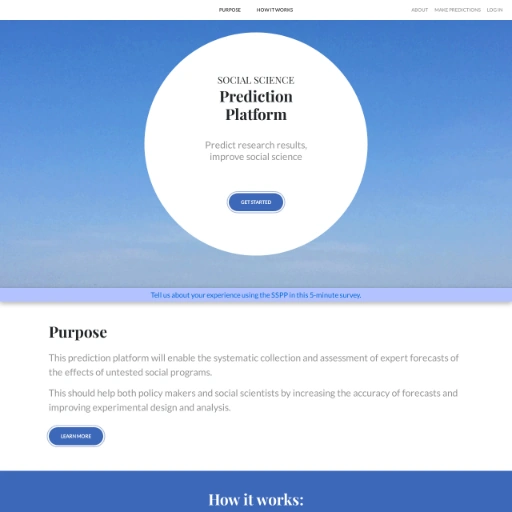 PURPOSE HOW IT WORKS ABOUT MAKE PREDICTIONS LOG IN
SOCIAL SCIENCE
Prediction
Platform
Predict research results,
improve social science
GET STARTED
Tell us about your experience using the SSPP in this 5-minute survey.
Purpose
This prediction platform will enable the systematic collection and assessment of expert forecasts of
the effects of untested social programs.
This should help both policy makers and social scientists by increasing the accuracy of forecasts and
improving experimental design and analysis.
LEARN MORE
How it works: